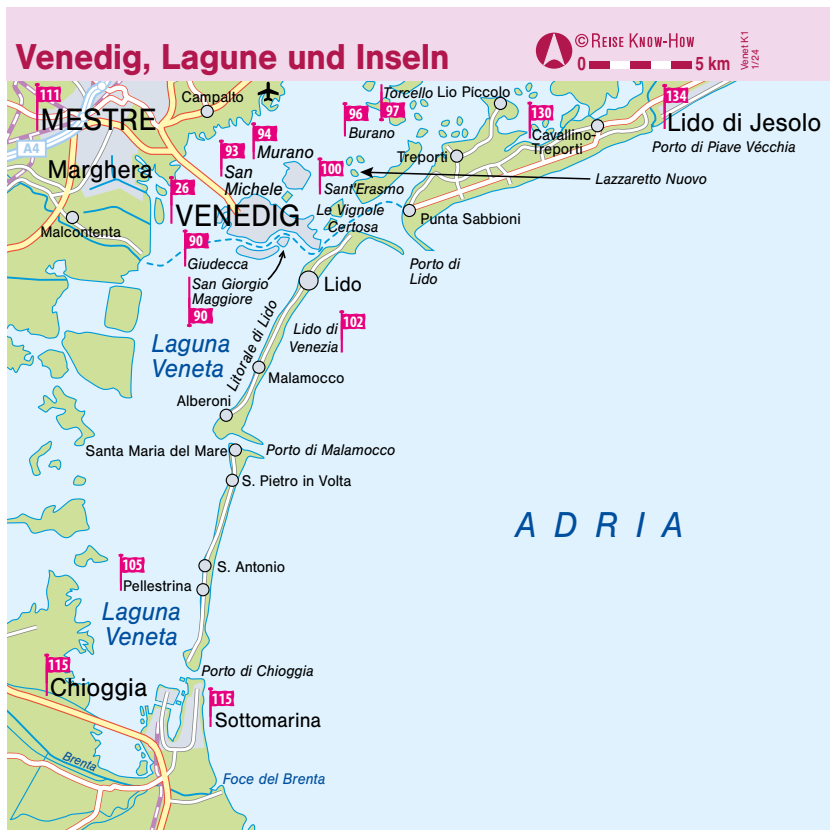 Venedig, Lagune und Inseln
© REISE KNOW-HOW
0 5 km
Venet K1
1/24
111
MESTRE
A4
Campalto
Marghera
Malcontenta
26
VENEDIG
93
San
Michele
94
Murano
96
Burano
Torcello
97
Lio Piccolo
Treporti
130
Cavallino-
Treporti
134
Lido di Jesolo
Porto di Piave Vécchia
100
Sant'Erasmo
Lazzaretto Nuovo
Le Vignole
Certosa
Punta Sabbioni
Porto di
Lido
90
Giudecca
San Giorgio
Maggiore
90
Lido
Litorale di Lido
102
Lido di
Venezia
Laguna
Veneta
Malamocco
Alberoni
Santa Maria del Mare
Porto di Malamocco
S. Pietro in Volta
ADRIA
S. Antonio
105
Pellestrina
Laguna
Veneta
Porto di Chioggia
115
Chioggia
115
Sottomarina
Brenta
Foce del Brenta